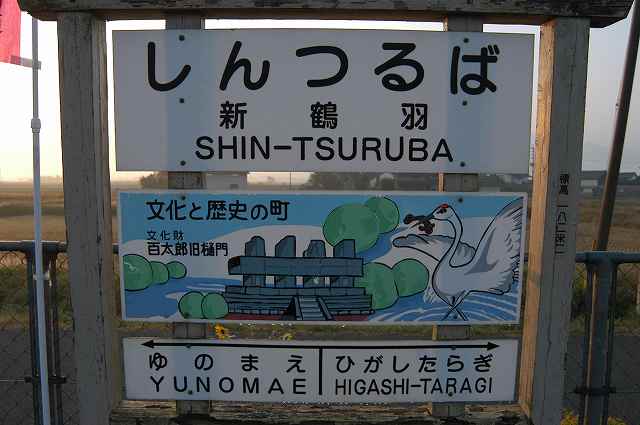 しんつるば
新鶴羽
SHIN-TSURUBA
文化と歴史の町
文化財
百太郎旧樋門
ゆのまえ
YUNOMAE
ひがしたらぎ
HIGASHI-TARAGI